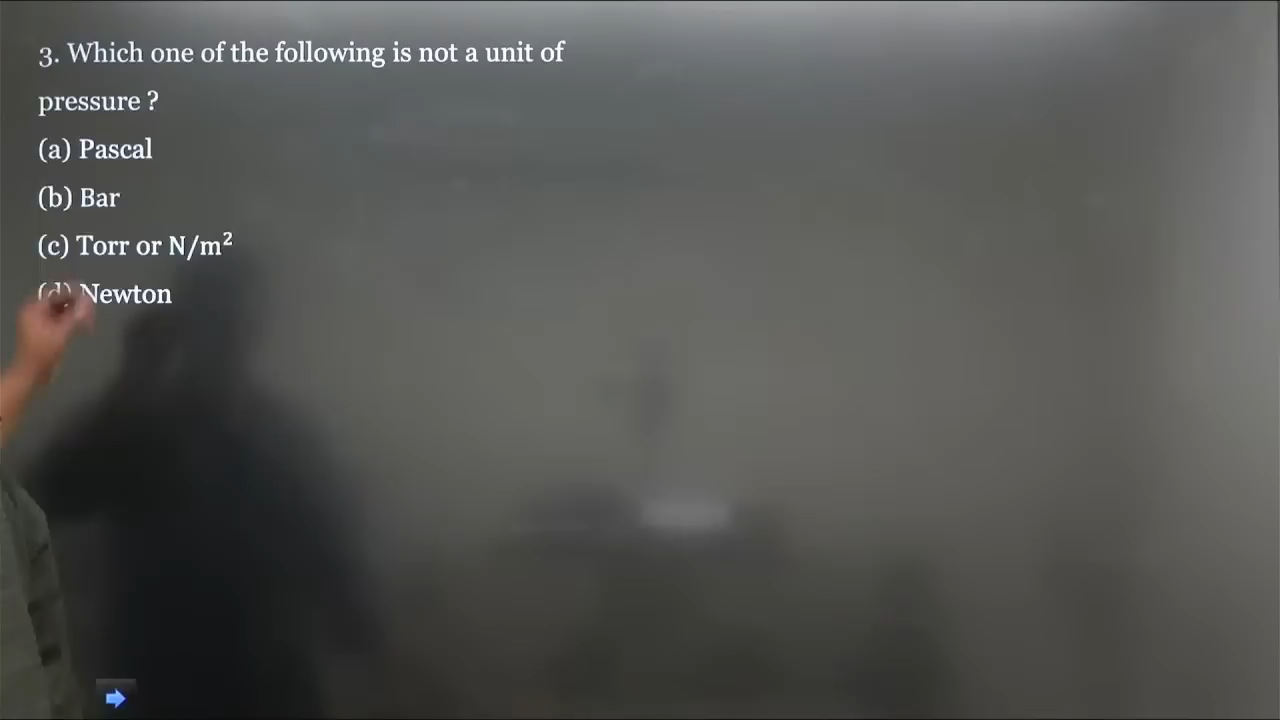 3. Which one of the following is not a unit of
pressure ?
(a) Pascal
(b) Bar
(c) Torr or N/m²
(d) Newton